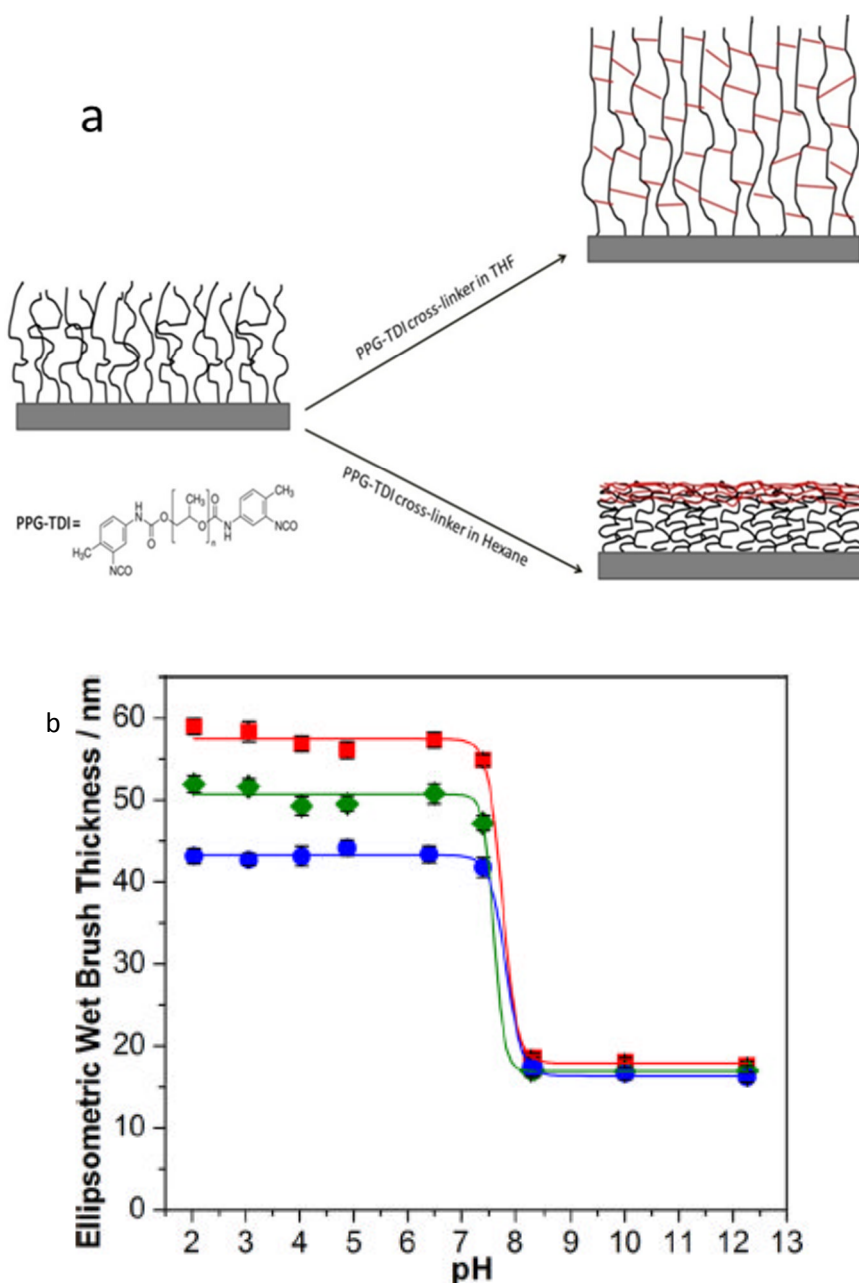 a
PPG-TDI cross-linker in THF
PPG-TDI cross-linker in Hexane
PPG-TDI=
H
N
O
O
CH₃
O
O
N
H
CH₃
NCO
n
H₃C
NCO
b
Ellipsometric Wet Brush Thickness / nm
60
50
40
30
20
10
0
2 3 4 5 6 7 8 9 10 11 12 13
pH